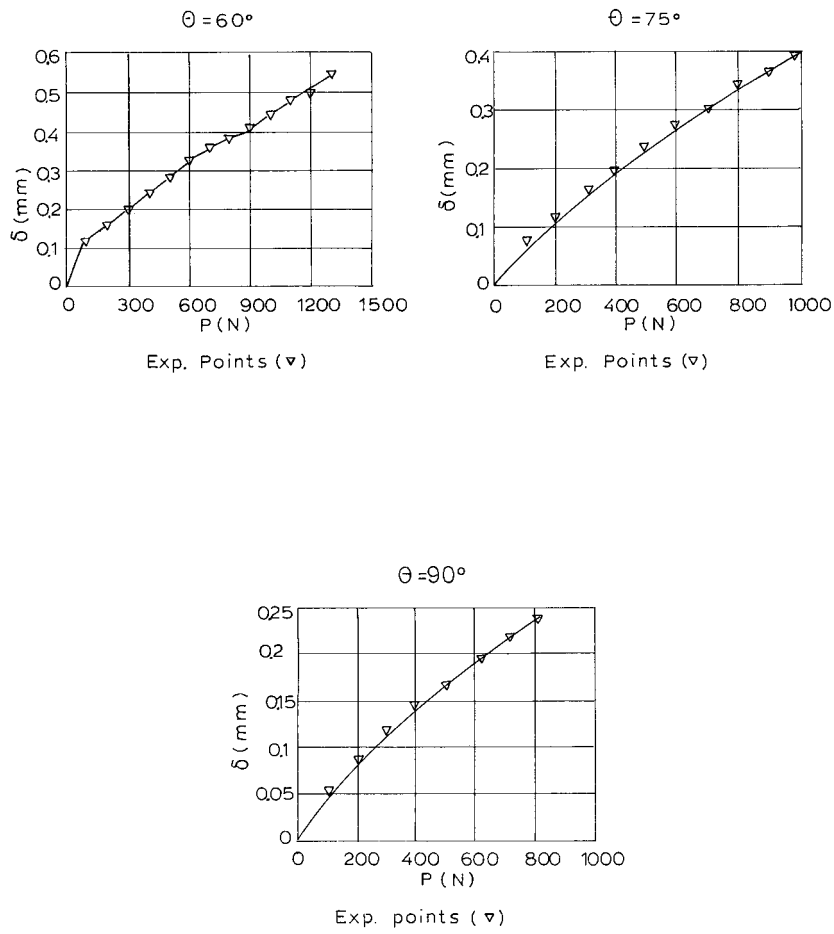 Θ=60°
0.6
0.5
0.4
0.3
0.2
0.1
0
δ (mm)
0 300 600 900 1200 1500
P (N)
Exp. Points (▽)
Θ=75°
0.4
0.3
0.2
0.1
0
δ (mm)
0 200 400 600 800 1000
P (N)
Exp. Points (▽)
Θ=90°
0.25
0.2
0.15
0.1
0.05
0
δ (mm)
0 200 400 600 800 1000
P (N)
Exp. points (▽)